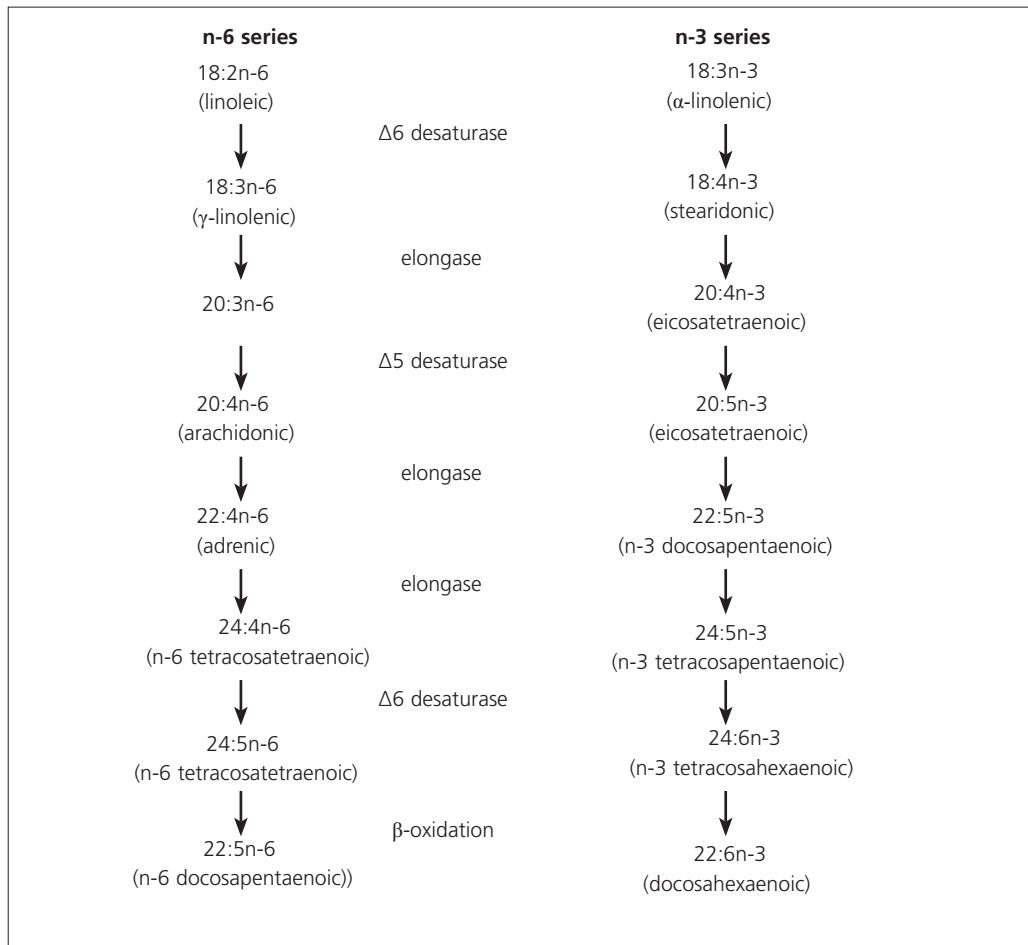 n-6 series
n-3 series
18:2n-6
(linoleic)
18:3n-3
(α-linolenic)
Δ6 desaturase
18:3n-6
(γ-linolenic)
18:4n-3
(stearidonic)
elongase
20:3n-6
20:4n-3
(eicosatetraenoic)
Δ5 desaturase
20:4n-6
(arachidonic)
20:5n-3
(eicosatetraenoic)
elongase
22:4n-6
(adrenic)
22:5n-3
(n-3 docosapentaenoic)
elongase
24:4n-6
(n-6 tetracosatetraenoic)
24:5n-3
(n-3 tetracosapentaenoic)
Δ6 desaturase
24:5n-6
(n-6 tetracosatetraenoic)
24:6n-3
(n-3 tetracosahexaenoic)
β-oxidation
22:5n-6
(n-6 docosapentaenoic))
22:6n-3
(docosahexaenoic)